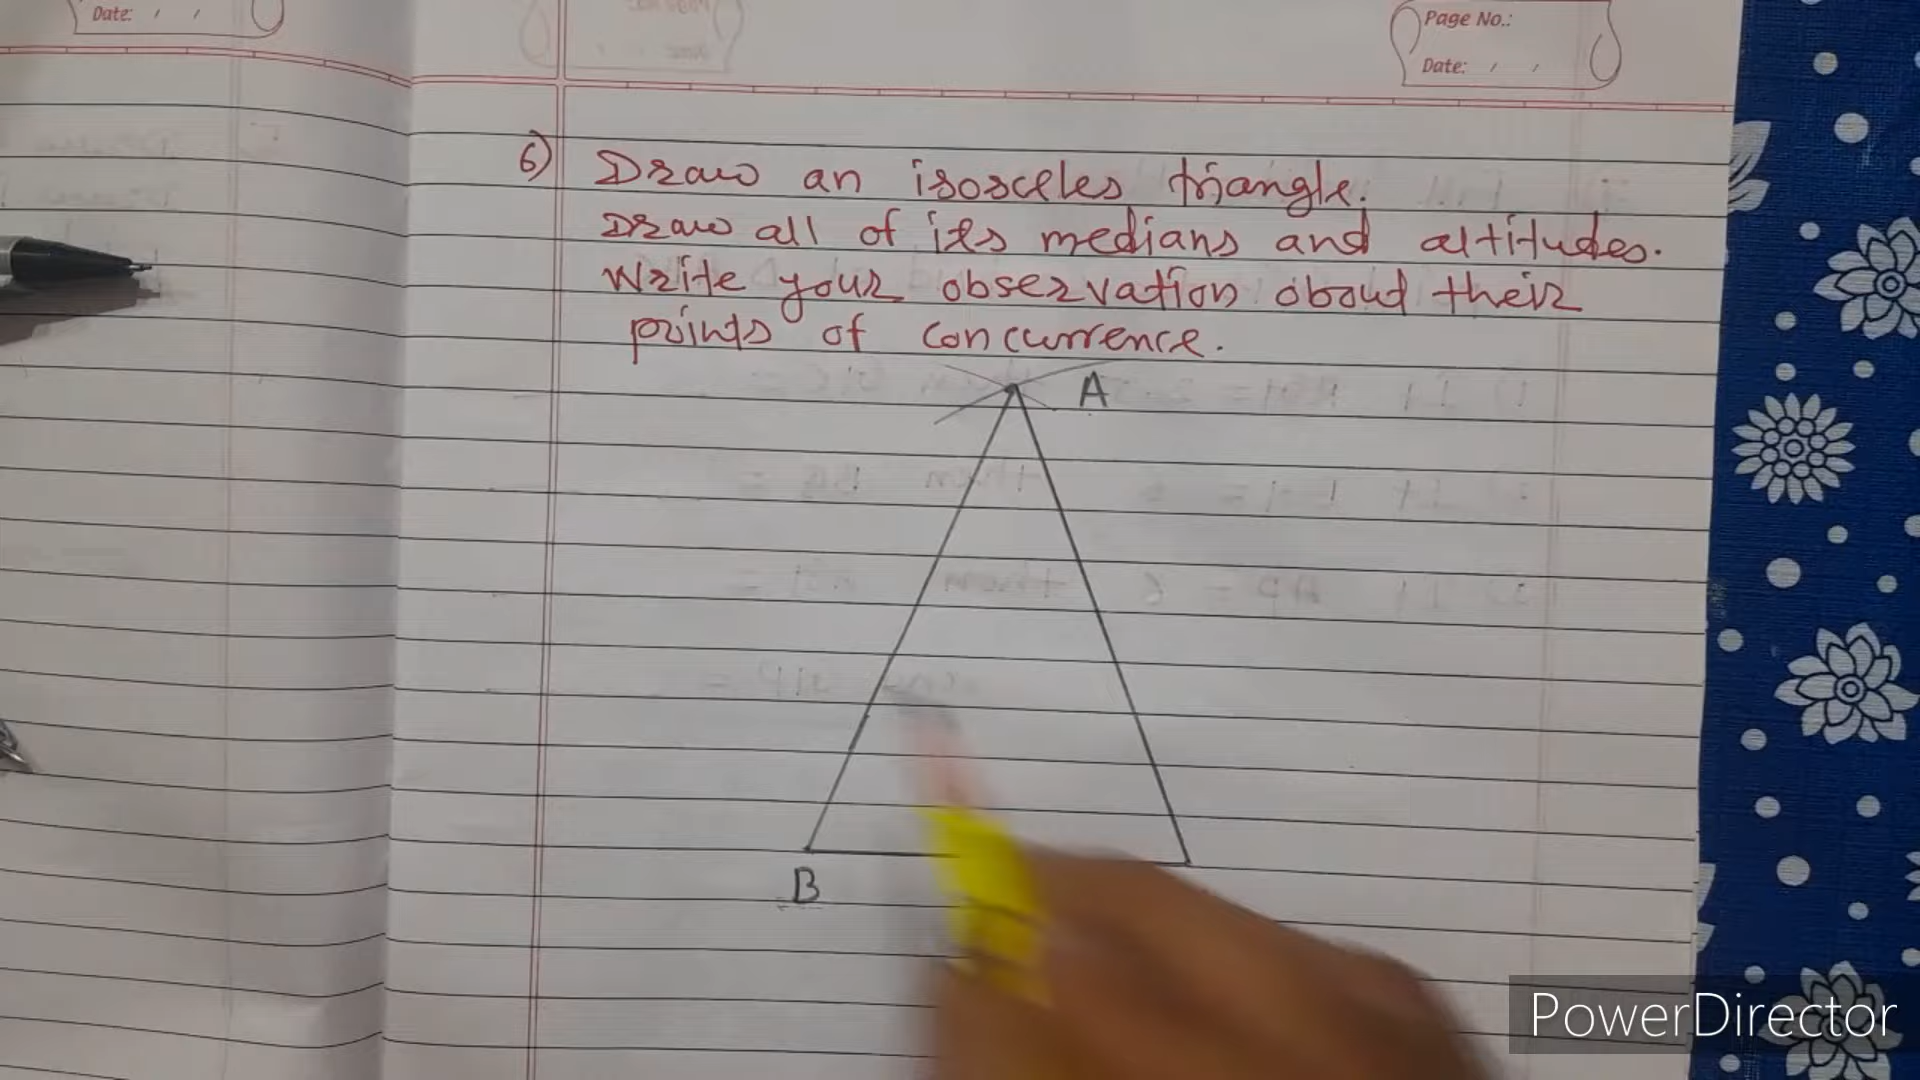 Date: / /
Page No.:
Date: / /
6) Draw an isosceles triangle.
Draw all of its medians and altitudes.
Write your observation oboud their
points of concurrence.
A
B
PowerDirector